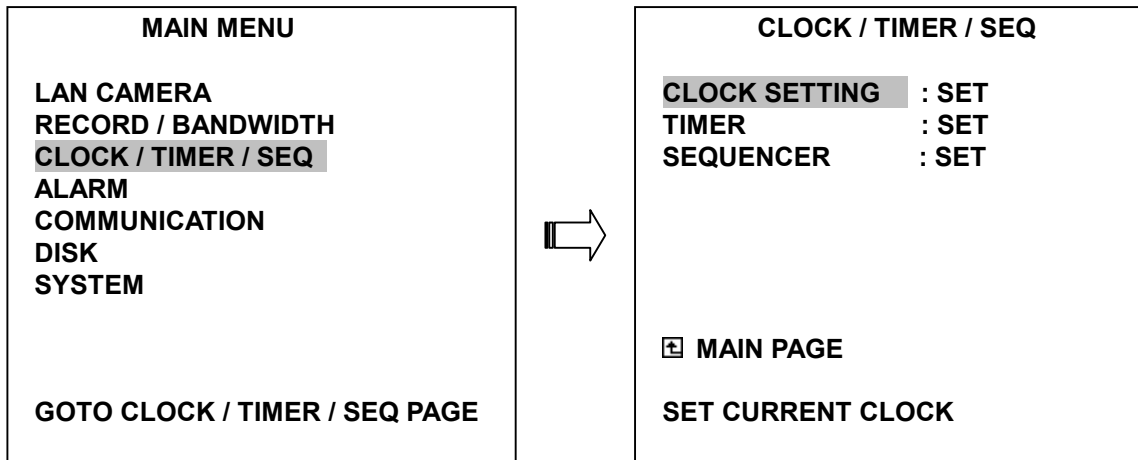 MAIN MENU
LAN CAMERA
RECORD / BANDWIDTH
CLOCK / TIMER / SEQ
ALARM
COMMUNICATION
DISK
SYSTEM
GOTO CLOCK / TIMER / SEQ PAGE
CLOCK / TIMER / SEQ
CLOCK SETTING : SET
TIMER : SET
SEQUENCER : SET
MAIN PAGE
SET CURRENT CLOCK